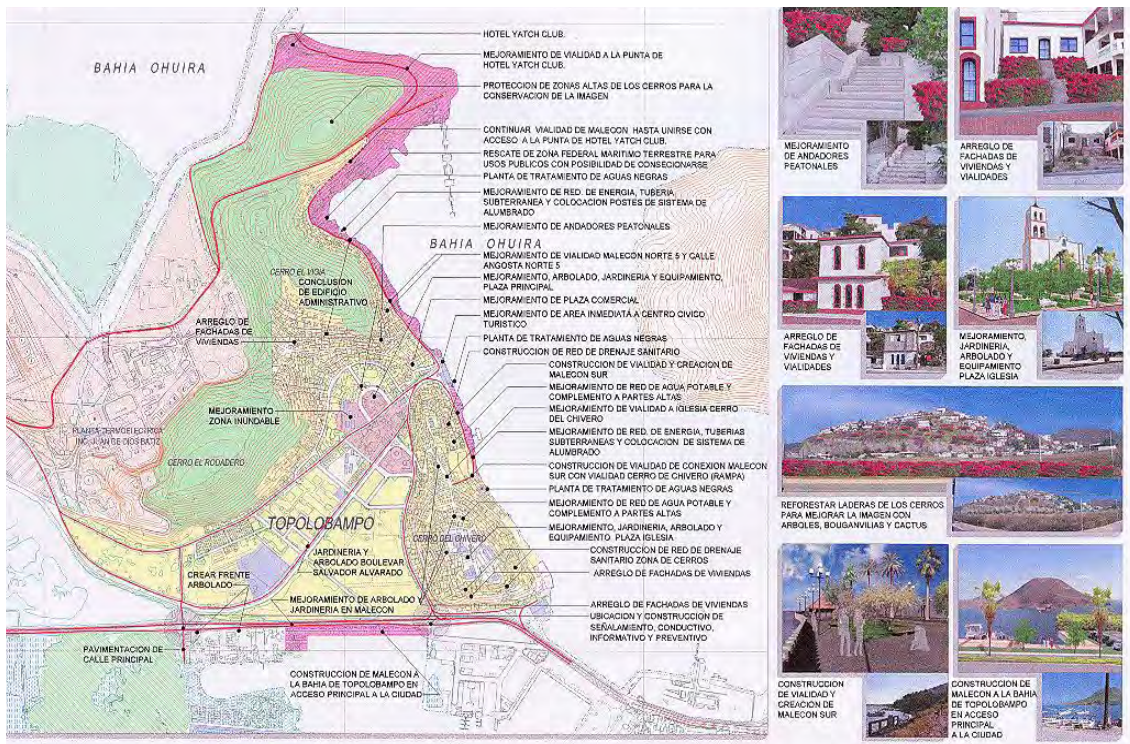 HOTEL YATCH CLUB.
BAHIA OHUIRA
MEJORAMIENTO DE VIALIDAD A LA PUNTA DE
HOTEL YATCH CLUB.
PROTECCION DE ZONAS ALTAS DE LOS CERROS PARA LA
CONSERVACION DE LA IMAGEN
CONTINUAR VIALIDAD DE MALECON HASTA UNIRSE CON
ACCESO A LA PUNTA DE HOTEL YATCH CLUB.
RESCATE DE ZONA FEDERAL MARITIMO TERRESTRE PARA
USOS PUBLICOS CON POSIBILIDAD DE CONSECIONARSE
PLANTA DE TRATAMIENTO DE AGUAS NEGRAS
MEJORAMIENTO DE RED. DE ENERGIA, TUBERIA
SUBTERRANEA Y COLOCACION POSTES DE SISTEMA DE
ALUMBRADO
MEJORAMIENTO DE ANDADORES PEATONALES
BAHIA OHUIRA
MEJORAMIENTO DE VIALIDAD MALECON NORTE 5 Y CALLE
ANGOSTA NORTE 5
MEJORAMIENTO, ARBOLADO, JARDINERIA Y EQUIPAMIENTO,
PLAZA PRINCIPAL
MEJORAMIENTO DE PLAZA COMERCIAL
MEJORAMIENTO DE AREA INMEDIATA A CENTRO CIVICO
TURISTICO
PLANTA DE TRATAMIENTO DE AGUAS NEGRAS
CONSTRUCCION DE RED DE DRENAJE SANITARIO
CONSTRUCCION DE VIALIDAD Y CREACION DE
MALECON SUR
MEJORAMIENTO DE RED DE AGUA POTABLE Y
COMPLEMENTO A PARTES ALTAS
MEJORAMIENTO DE VIALIDAD A IGLESIA CERRO
DEL CHIVERO
MEJORAMIENTO DE RED. DE ENERGIA, TUBERIAS
SUBTERRANEAS Y COLOCACION DE SISTEMA DE
ALUMBRADO
CONSTRUCCION DE VIALIDAD DE CONEXION MALECON
SUR CON VIALIDAD CERRO DE CHIVERO (RAMPA)
PLANTA DE TRATAMIENTO DE AGUAS NEGRAS
MEJORAMIENTO DE RED DE AGUA POTABLE Y
COMPLEMENTO A PARTES ALTAS
MEJORAMIENTO, JARDINERIA, ARBOLADO Y
EQUIPAMIENTO PLAZA IGLESIA
CONSTRUCCION DE RED DE DRENAJE
SANITARIO ZONA DE CERROS
ARREGLO DE FACHADAS DE VIVIENDAS
ARREGLO DE FACHADAS DE VIVIENDAS
UBICACION Y CONSTRUCCION DE
SEÑALAMIENTO, CONDUCTIVO,
INFORMATIVO Y PREVENTIVO
CERRO EL VIGIA
CONCLUSION
DE EDIFICIO
ADMINISTRATIVO
ARREGLO DE
FACHADAS DE
VIVIENDAS
MEJORAMIENTO
ZONA INUNDABLE
PLANTA TERMOELECTRICA
ING. JUAN DE DIOS BATIZ
CERRO EL RODADERO
TOPOLOBAMPO
CERRO DEL CHIVERO
JARDINERIA Y
ARBOLADO BOULEVAR
SALVADOR ALVARADO
CREAR FRENTE
ARBOLADO
MEJORAMIENTO DE ARBOLADO Y
JARDINERIA EN MALECON
PAVIMENTACION DE
CALLE PRINCIPAL
CONSTRUCCION DE MALECON A
LA BAHIA DE TOPOLOBAMPO EN
ACCESO PRINCIPAL A LA CIUDAD
MEJORAMIENTO
DE ANDADORES
PEATONALES
ARREGLO DE
FACHADAS DE
VIVIENDAS Y
VIALIDADES
ARREGLO DE
FACHADAS DE
VIVIENDAS Y
VIALIDADES
MEJORAMIENTO,
JARDINERIA,
ARBOLADO Y
EQUIPAMIENTO
PLAZA IGLESIA
REFORESTAR LADERAS DE LOS CERROS
PARA MEJORAR LA IMAGEN CON
ARBOLES, BOUGANVILIAS Y CACTUS
CONSTRUCCION
DE VIALIDAD Y
CREACION DE
MALECON SUR
CONSTRUCCION DE
MALECON A LA BAHIA
DE TOPOLOBAMPO
EN ACCESO
PRINCIPAL
A LA CIUDAD